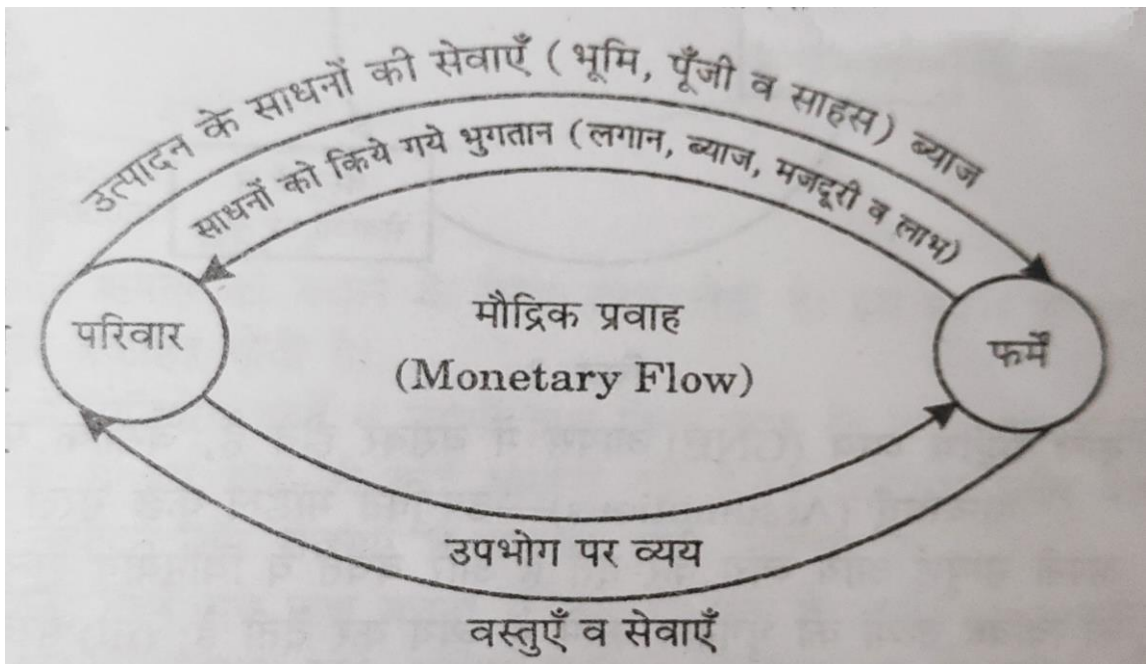 उत्पादन के साधनों की सेवाएँ ( भूमि, पूँजी व साहस ) ब्याज
साधनों को किये गये भुगतान ( लगान, ब्याज, मजदूरी व लाभ)
परिवार
मौद्रिक प्रवाह
(Monetary Flow)
फर्में
उपभोग पर व्यय
वस्तुएँ व सेवाएँ